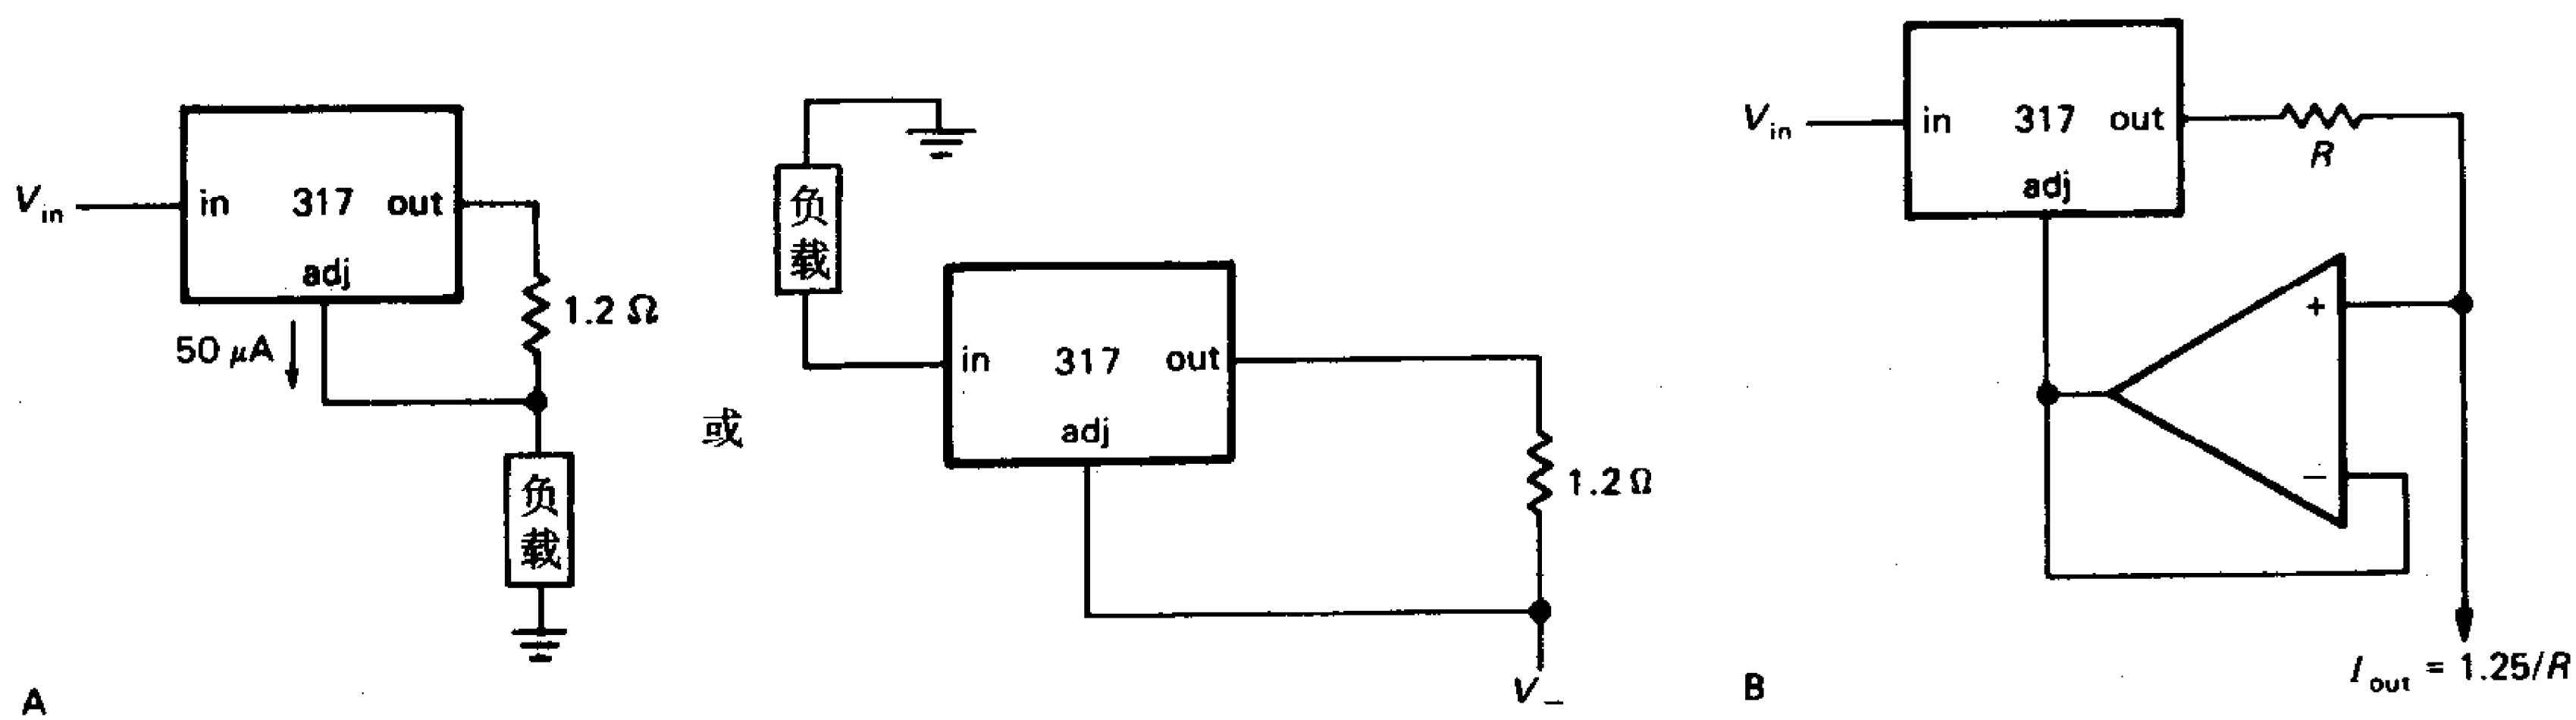 V_in
in 317 out
adj
50 μA
1.2 Ω
负载
A
或
负载
in 317 out
adj
1.2 Ω
V_−
V_in
in 317 out
adj
R
+
−
I_out = 1.25/R
B